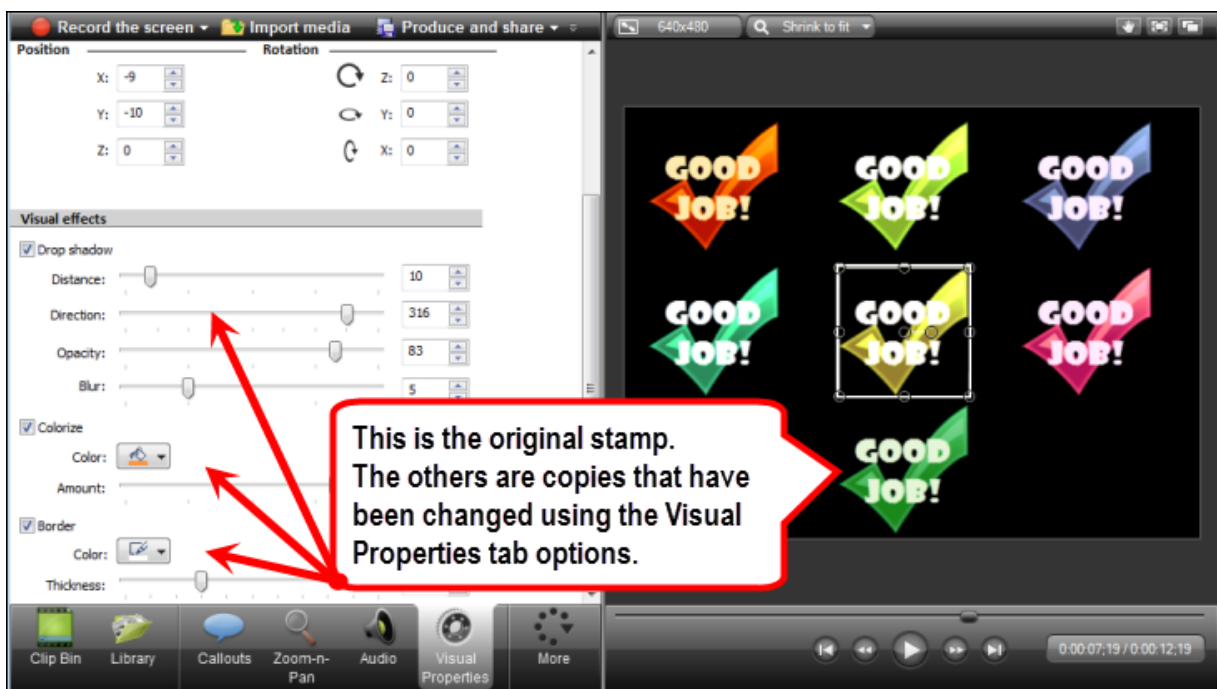 Record the screen Import media Produce and share
640x480 Shrink to fit
Position Rotation
X: -9 Z: 0
Y: -10 Y: 0
Z: 0 X: 0
Visual effects
Drop shadow
Distance: 10
Direction: 316
Opacity: 83
Blur: 5
Colorize
Color:
Amount:
Border
Color:
Thickness:
This is the original stamp.
The others are copies that have
been changed using the Visual
Properties tab options.
GOOD
JOB!
GOOD
JOB!
GOOD
JOB!
GOOD
JOB!
GOOD
JOB!
GOOD
JOB!
GOOD
JOB!
Clip Bin
Library
Callouts
Zoom-n-
Pan
Audio
Visual
Properties
More
0:00:07;19 / 0:00:12;19